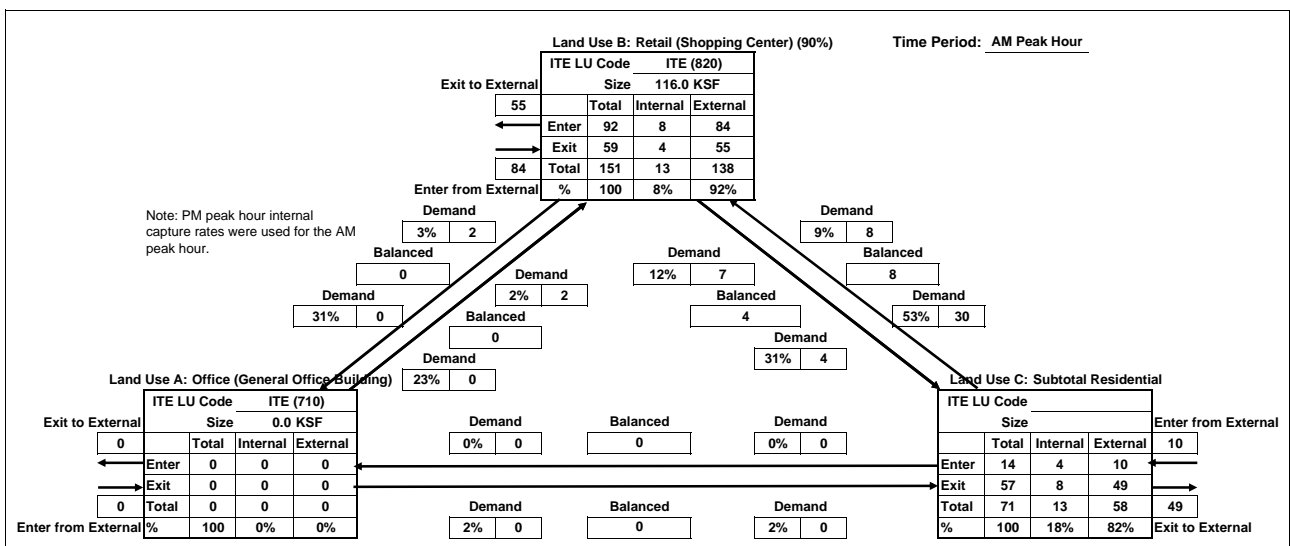 Land Use B: Retail (Shopping Center) (90%)
Time Period: AM Peak Hour
ITE LU Code ITE (820)
Exit to External Size 116.0 KSF
55 Total Internal External
Enter 92 8 84
Exit 59 4 55
84 Total 151 13 138
Enter from External % 100 8% 92%
Note: PM peak hour internal
capture rates were used for the AM
peak hour.
Demand
3% 2
Balanced
0
Demand
31% 0
Demand
2% 2
Balanced
0
Demand
23% 0
Demand
12% 7
Balanced
4
Demand
31% 4
Demand
9% 8
Balanced
8
Demand
53% 30
Land Use A: Office (General Office Building)
ITE LU Code ITE (710)
Exit to External Size 0.0 KSF
0 Total Internal External
Enter 0 0 0
Exit 0 0 0
0 Total 0 0 0
Enter from External % 100 0% 0%
Demand Balanced Demand
0% 0 0 0% 0
Demand Balanced Demand
2% 0 0 2% 0
Land Use C: Subtotal Residential
ITE LU Code
Size Enter from External
Total Internal External 10
Enter 14 4 10
Exit 57 8 49
Total 71 13 58 49
% 100 18% 82% Exit to External